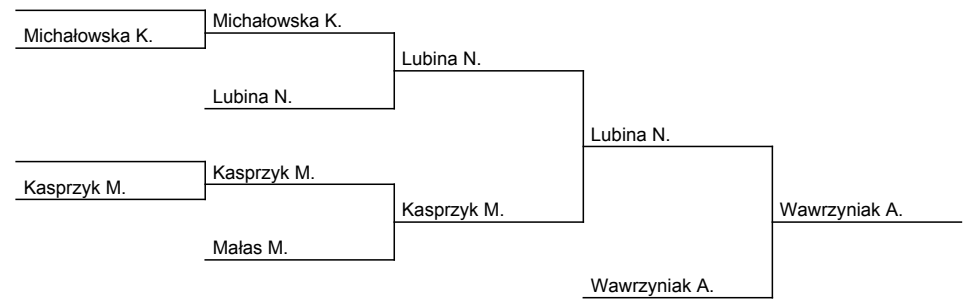 Michałowska K.
Michałowska K.
Lubina N.
Lubina N.
Lubina N.
Kasprzyk M.
Kasprzyk M.
Kasprzyk M.
Wawrzyniak A.
Małas M.
Wawrzyniak A.